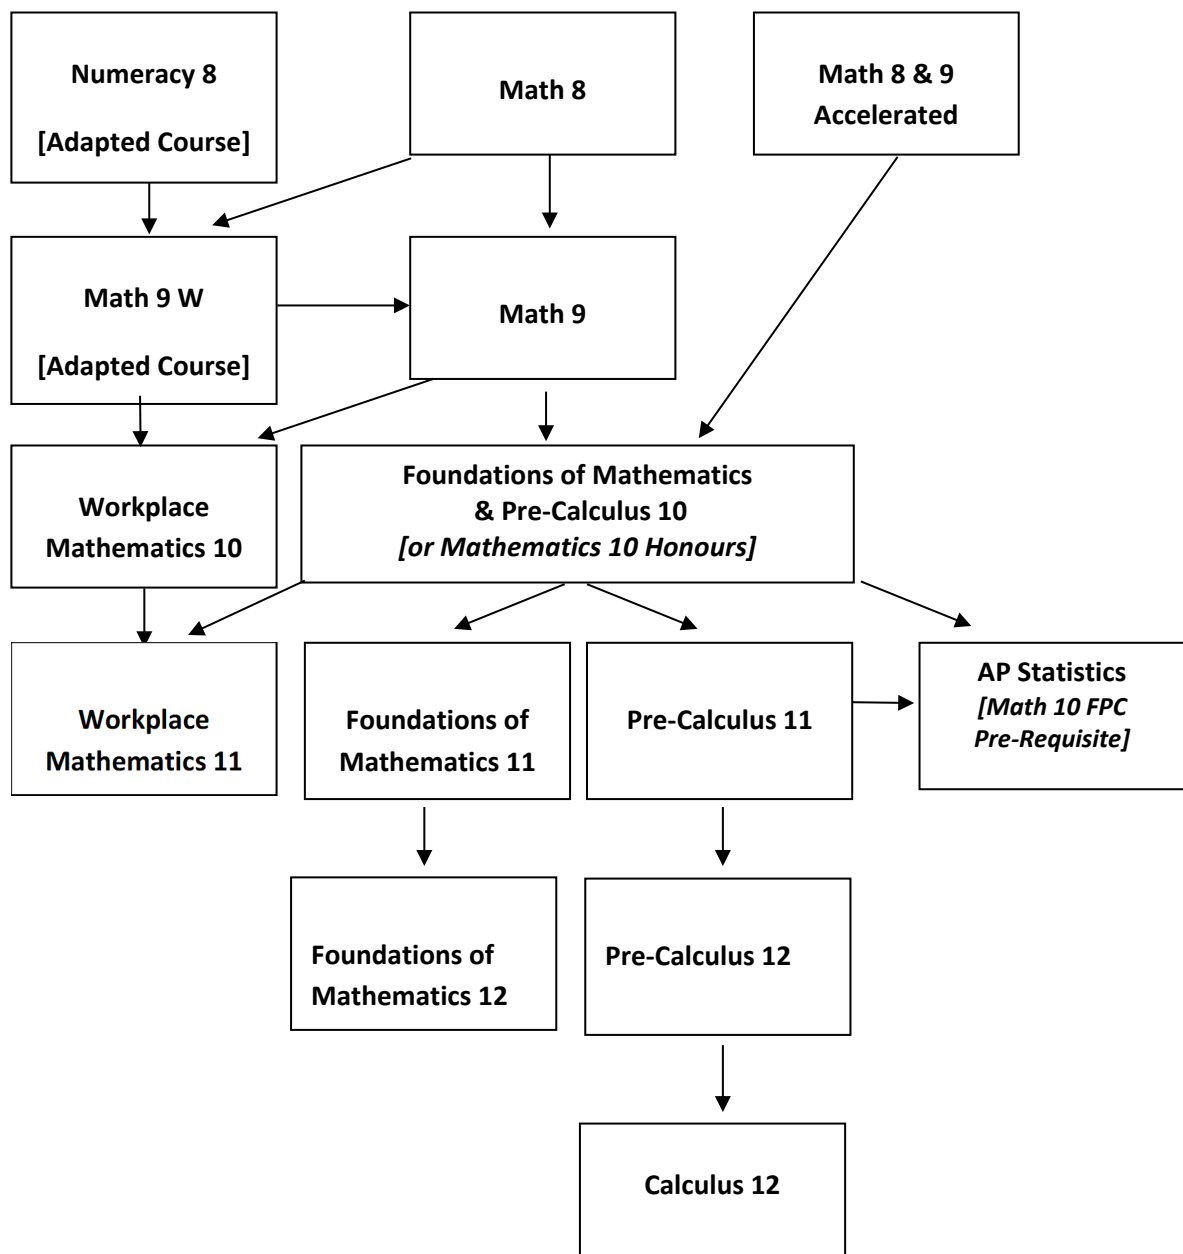 Numeracy 8
[Adapted Course]
Math 8
Math 8 & 9
Accelerated
Math 9 W
[Adapted Course]
Math 9
Workplace
Mathematics 10
Foundations of Mathematics
& Pre-Calculus 10
[or Mathematics 10 Honours]
Workplace
Mathematics 11
Foundations of
Mathematics 11
Pre-Calculus 11
AP Statistics
[Math 10 FPC
Pre-Requisite]
Foundations of
Mathematics 12
Pre-Calculus 12
Calculus 12